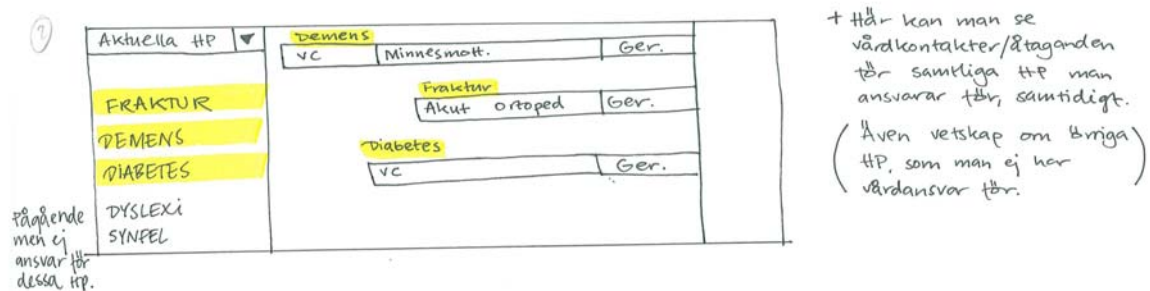 2
Aktuella HP
FRAKTUR
DEMENS
DIABETES
DYSLEXi
SYNFEL
Pågående
men ej
ansvar för
dessa HP.
Demens
VC Minnesmott. Ger.
Fraktur
Akut ortoped Ger.
Diabetes
VC Ger.
+ Här kan man se
vårdkontakter/åtaganden
för samtliga HP man
ansvarar för, samtidigt.
(Även vetskap om övriga
HP, som man ej har
vårdansvar för.)